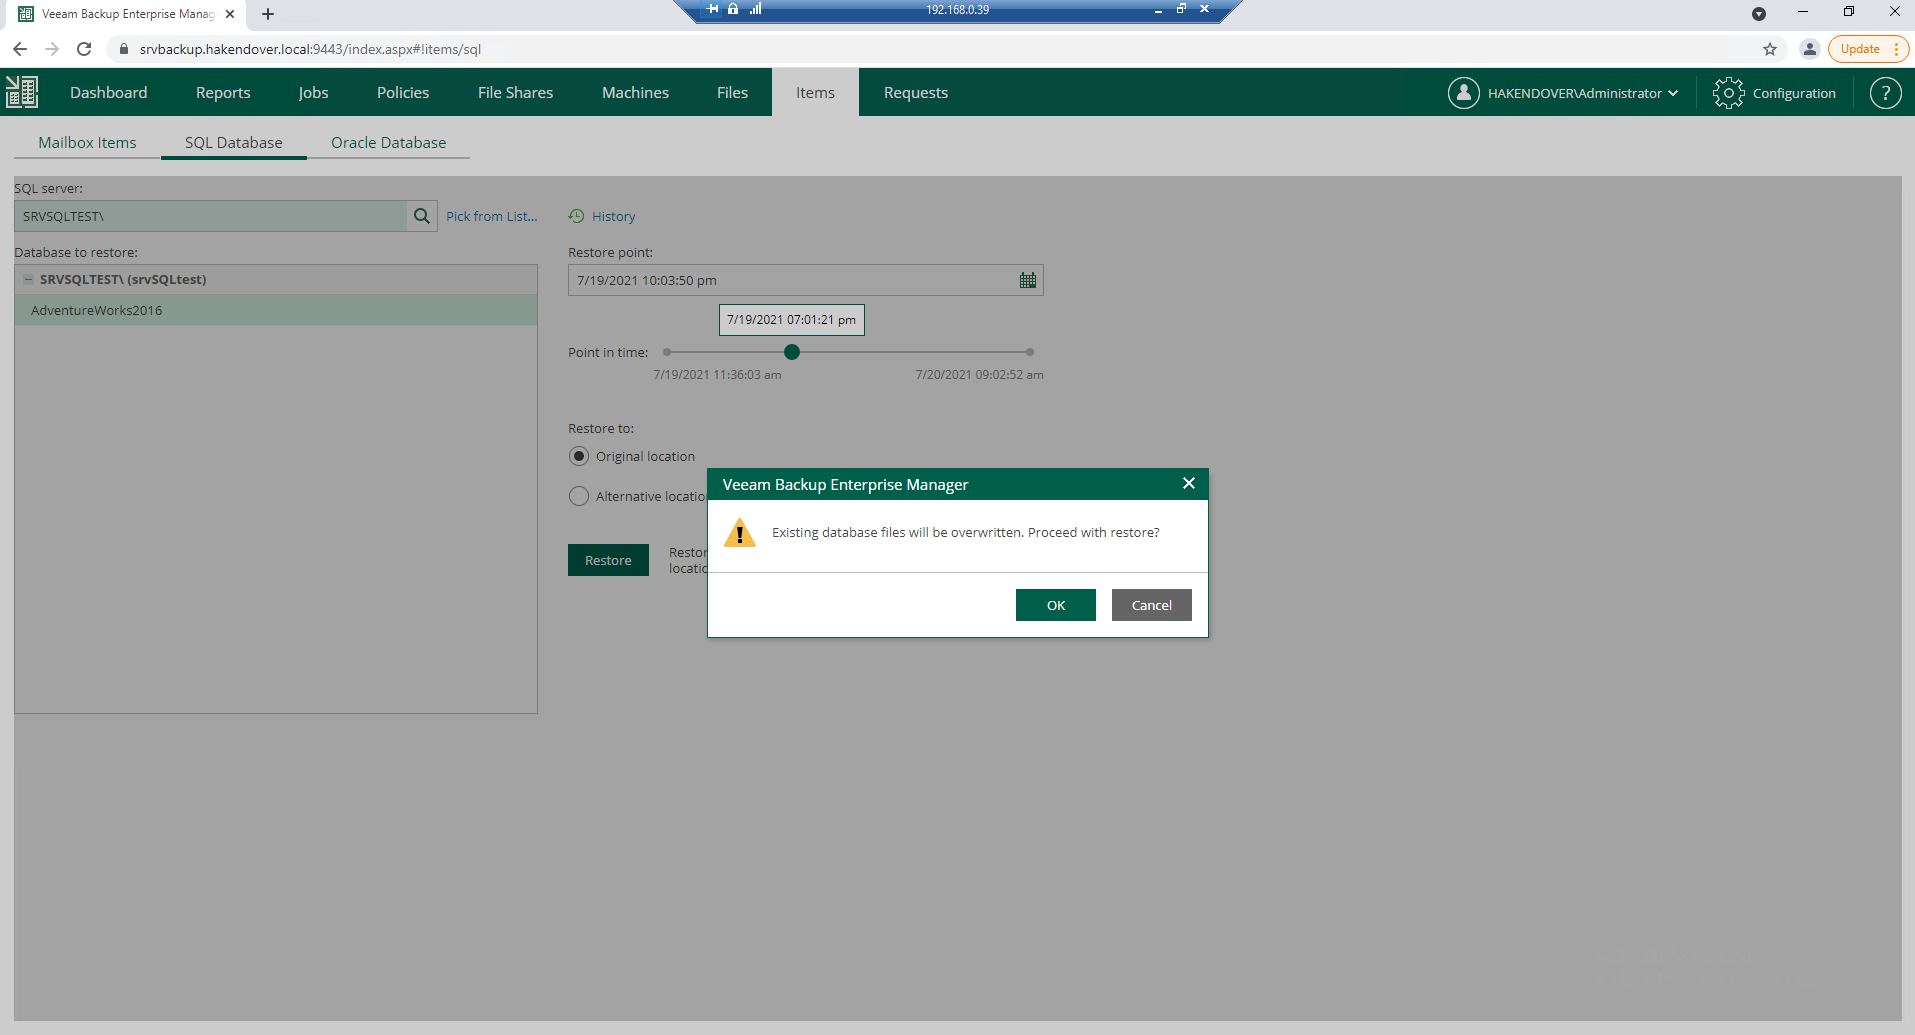 Veeam Backup Enterprise Manag
192.168.0.39
srvbackup.hakendover.local:9443/index.aspx#!items/sql
Update
Dashboard
Reports
Jobs
Policies
File Shares
Machines
Files
Items
Requests
HAKENDOVER\Administrator
Configuration
?
Mailbox Items
SQL Database
Oracle Database
SQL server:
SRVSQLTEST\
Pick from List...
History
Database to restore:
SRVSQLTEST\ (srvSQLtest)
AdventureWorks2016
Restore point:
7/19/2021 10:03:50 pm
7/19/2021 07:01:21 pm
Point in time:
7/19/2021 11:36:03 am
7/20/2021 09:02:52 am
Restore to:
Original location
Alternative locatio
Restore
Restor
locatio
Veeam Backup Enterprise Manager
Existing database files will be overwritten. Proceed with restore?
OK
Cancel